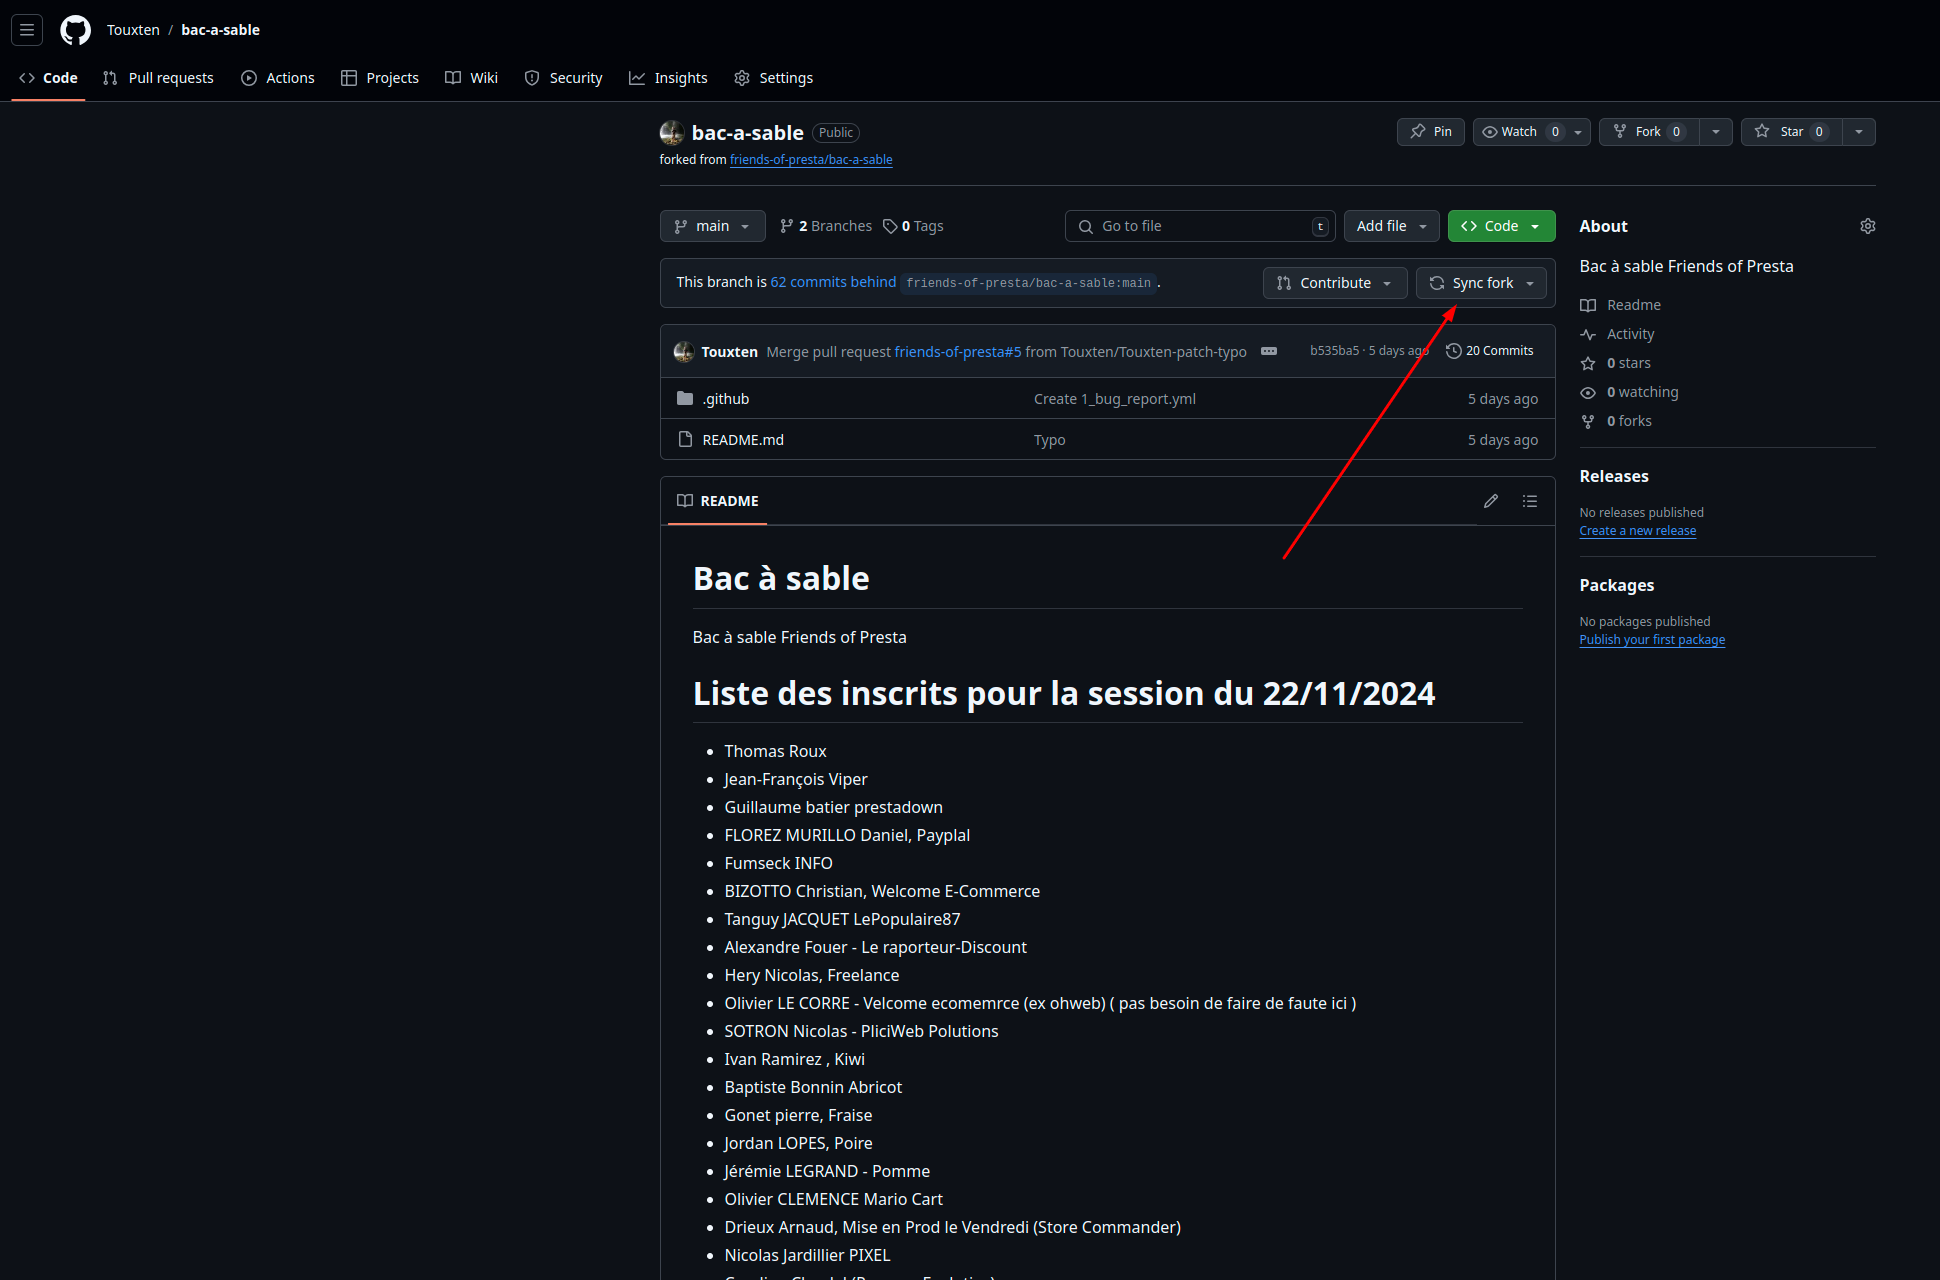 Touxten / bac-a-sable
Code Pull requests Actions Projects Wiki Security Insights Settings
bac-a-sable Public
Pin Watch 0 Fork 0 Star 0
forked from friends-of-presta/bac-a-sable
main 2 Branches 0 Tags Go to file t Add file Code
This branch is 62 commits behind friends-of-presta/bac-a-sable:main .
Contribute Sync fork
Touxten Merge pull request friends-of-presta#5 from Touxten/Touxten-patch-typo b535ba5 · 5 days ago 20 Commits
.github Create 1_bug_report.yml 5 days ago
README.md Typo 5 days ago
README
Bac à sable
Bac à sable Friends of Presta
Liste des inscrits pour la session du 22/11/2024
Thomas Roux
Jean-François Viper
Guillaume batier prestadown
FLOREZ MURILLO Daniel, Payplal
Fumseck INFO
BIZOTTO Christian, Welcome E-Commerce
Tanguy JACQUET LePopulaire87
Alexandre Fouer - Le raporteur-Discount
Hery Nicolas, Freelance
Olivier LE CORRE - Velcome ecomemrce (ex ohweb) ( pas besoin de faire de faute ici )
SOTRON Nicolas - PliciWeb Polutions
Ivan Ramirez , Kiwi
Baptiste Bonnin Abricot
Gonet pierre, Fraise
Jordan LOPES, Poire
Jérémie LEGRAND - Pomme
Olivier CLEMENCE Mario Cart
Drieux Arnaud, Mise en Prod le Vendredi (Store Commander)
Nicolas Jardillier PIXEL
About
Bac à sable Friends of Presta
Readme
Activity
0 stars
0 watching
0 forks
Releases
No releases published
Create a new release
Packages
No packages published
Publish your first package